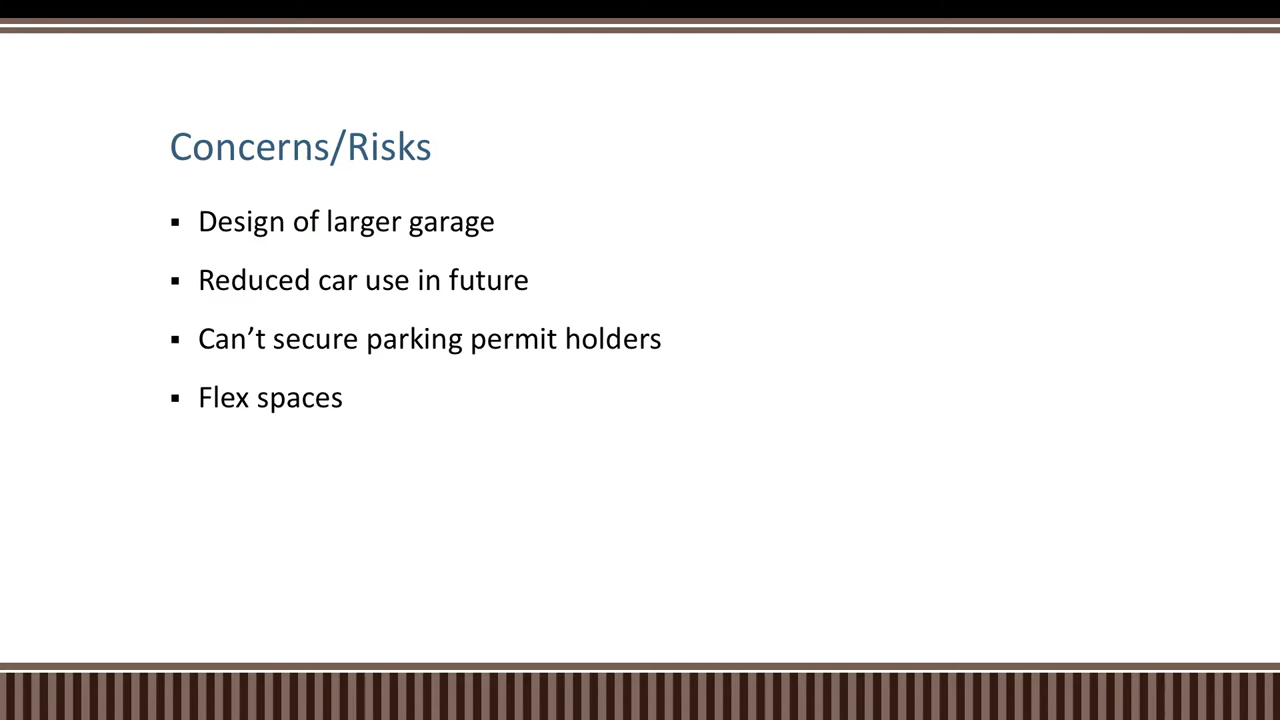 Concerns/Risks
▪ Design of larger garage
▪ Reduced car use in future
▪ Can’t secure parking permit holders
▪ Flex spaces